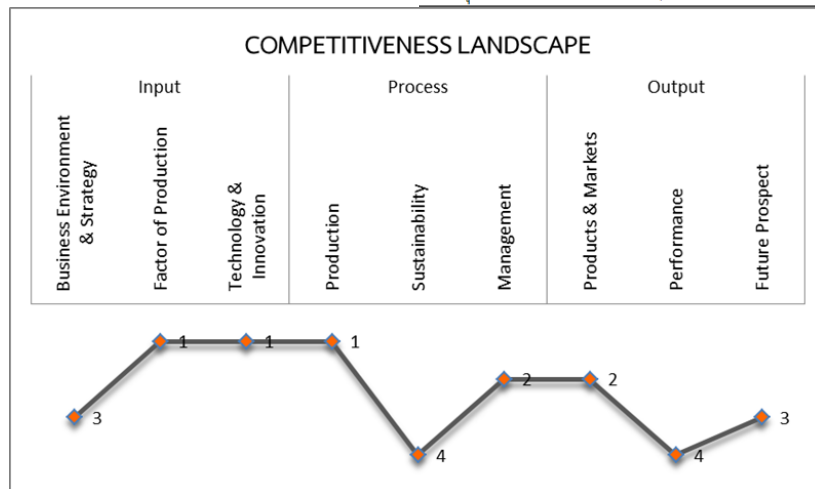 COMPETITIVENESS LANDSCAPE
Input
Process
Output
Business Environment
& Strategy
Factor of Production
Technology &
Innovation
Production
Sustainability
Management
Products & Markets
Performance
Future Prospect
3
1
1
1
4
2
2
4
3